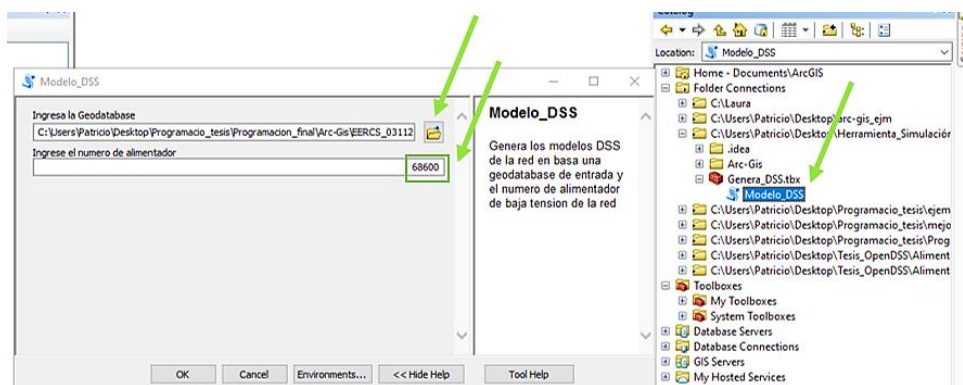 Catalog
Location: Modelo_DSS
Modelo_DSS
Ingresa la Geodatabase
C:\Users\Patricio\Desktop\Programacio_tesis\Programacion_final\Arc-Gis\EERCS_03112
Ingrese el numero de alimentador
68600
Modelo_DSS
Genera los modelos DSS
de la red en basa una
geodatabase de entrada y
el numero de alimentador
de baja tension de la red
OK
Cancel
Environments...
<< Hide Help
Tool Help
Home - Documents\ArcGIS
Folder Connections
C:\Laura
C:\Users\Patricio\Desktop\arc-gis_ejm
C:\Users\Patricio\Desktop\Herramienta_Simulación
.idea
Arc-Gis
Genera_DSS.tbx
Modelo_DSS
C:\Users\Patricio\Desktop\Programacio_tesis\ejem
C:\Users\Patricio\Desktop\Programacio_tesis\mejo
C:\Users\Patricio\Desktop\Programacio_tesis\Prog
C:\Users\Patricio\Desktop\Tesis_OpenDSS\Aliment
C:\Users\Patricio\Desktop\Tesis_OpenDSS\Aliment
Toolboxes
My Toolboxes
System Toolboxes
Database Servers
Database Connections
GIS Servers
My Hosted Services